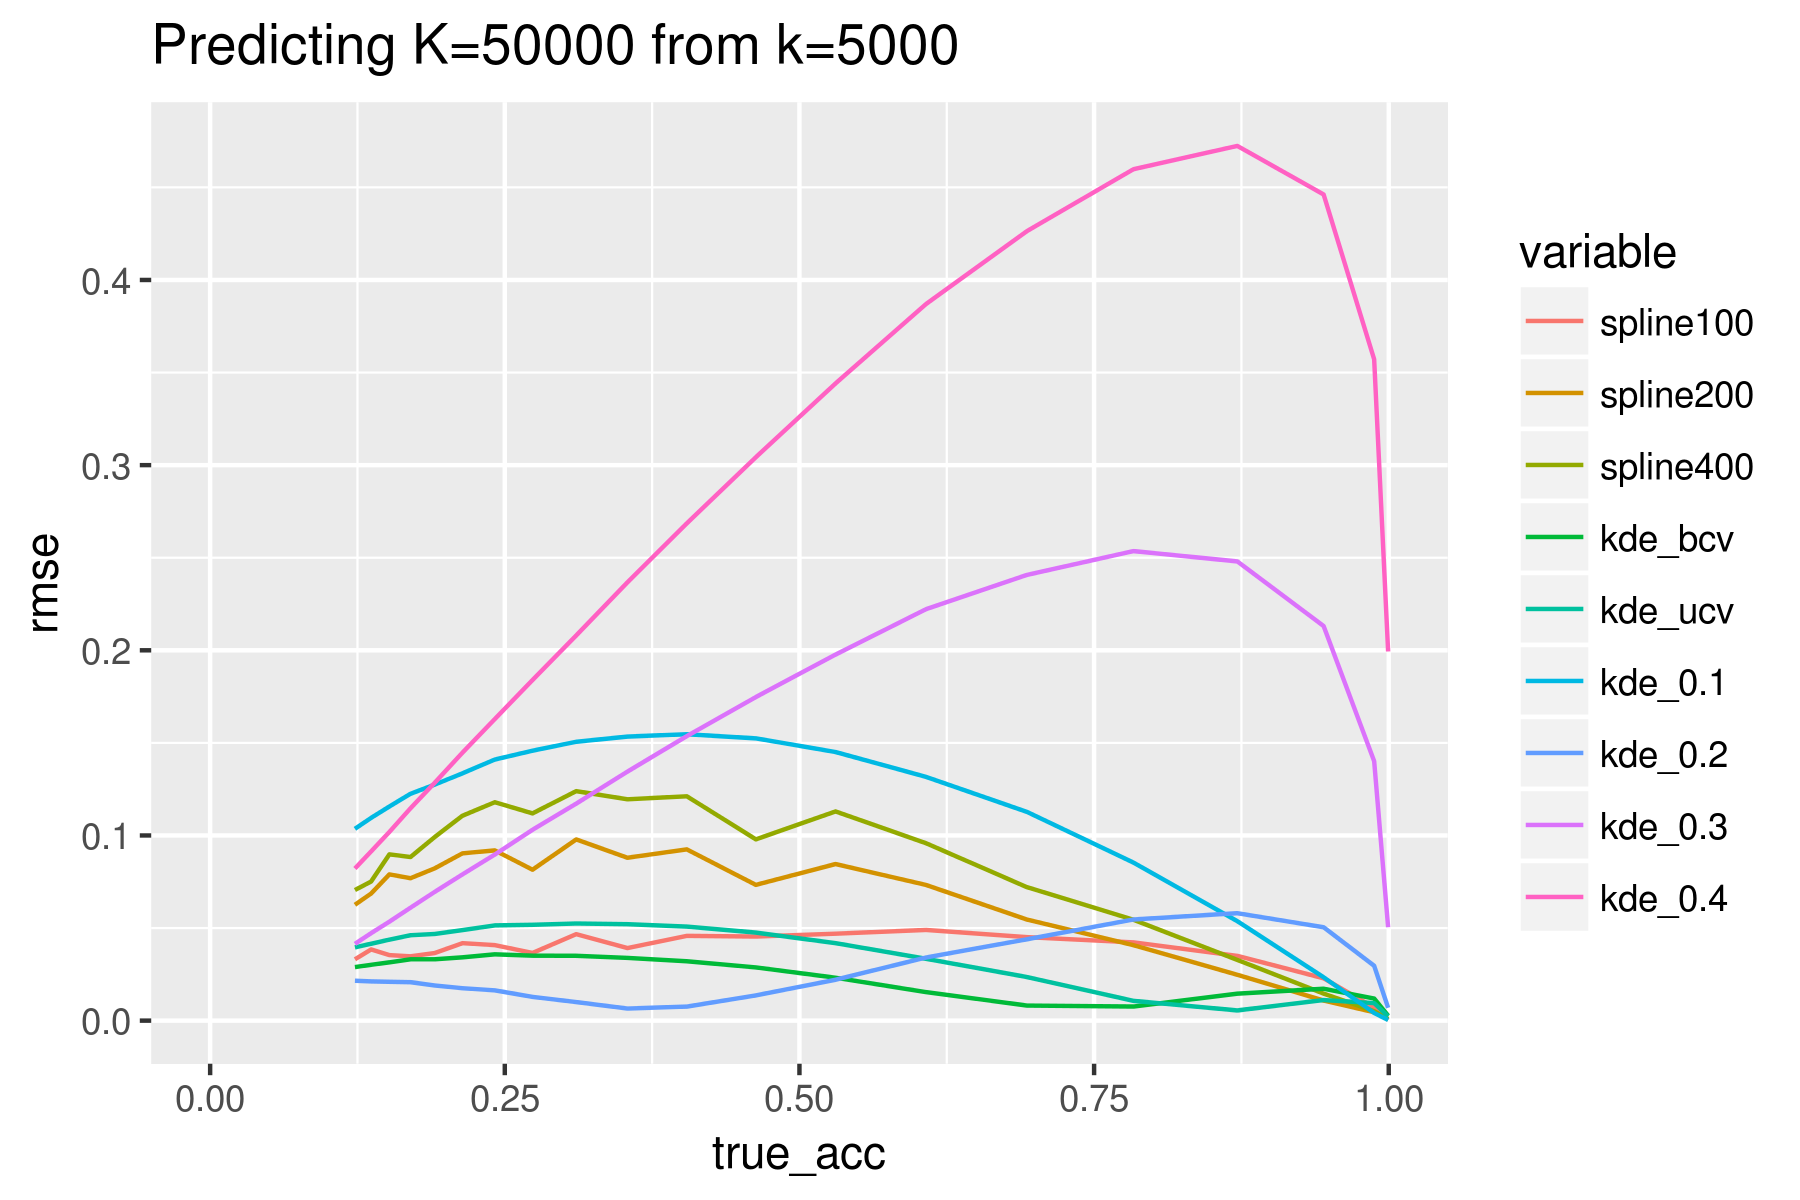 Predicting K=50000 from k=5000
rmse
0.4
0.3
0.2
0.1
0.0
0.00 0.25 0.50 0.75 1.00
true_acc
variable
spline100
spline200
spline400
kde_bcv
kde_ucv
kde_0.1
kde_0.2
kde_0.3
kde_0.4